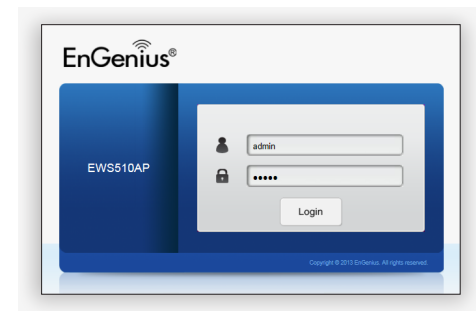 EnGenius®
EWS510AP
admin
•••••
Login
Copyright © 2013 EnGenius. All rights reserved.